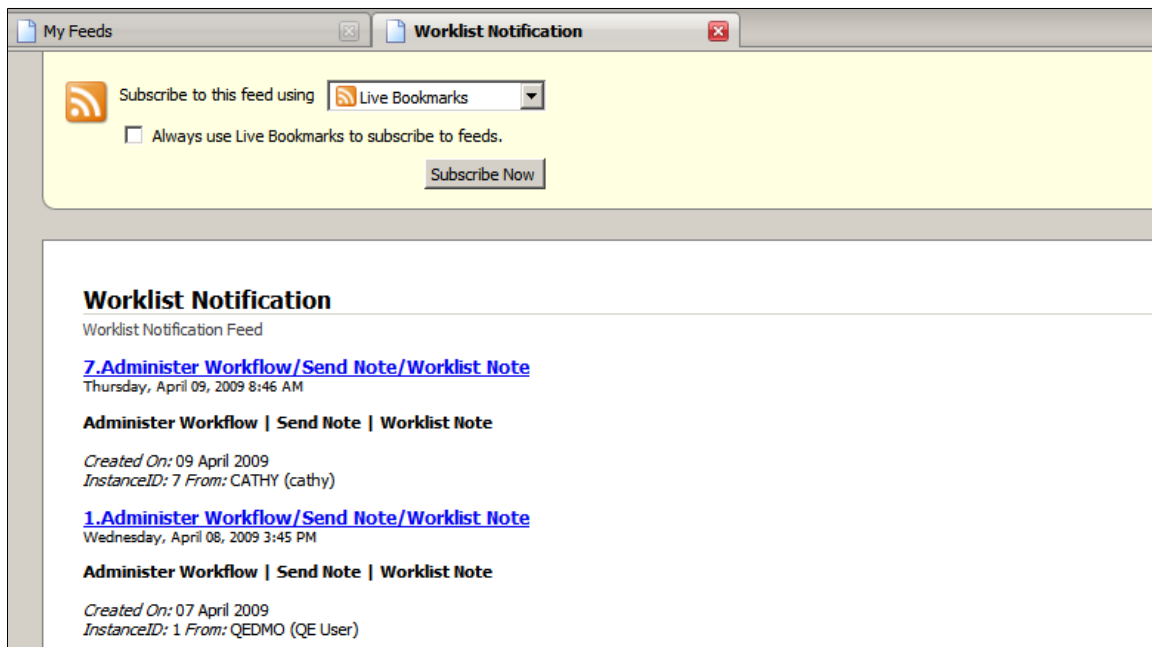 My Feeds
Worklist Notification
Subscribe to this feed using Live Bookmarks
Always use Live Bookmarks to subscribe to feeds.
Subscribe Now
Worklist Notification
Worklist Notification Feed
7.Administer Workflow/Send Note/Worklist Note
Thursday, April 09, 2009 8:46 AM
Administer Workflow | Send Note | Worklist Note
Created On: 09 April 2009
InstanceID: 7 From: CATHY (cathy)
1.Administer Workflow/Send Note/Worklist Note
Wednesday, April 08, 2009 3:45 PM
Administer Workflow | Send Note | Worklist Note
Created On: 07 April 2009
InstanceID: 1 From: QEDMO (QE User)